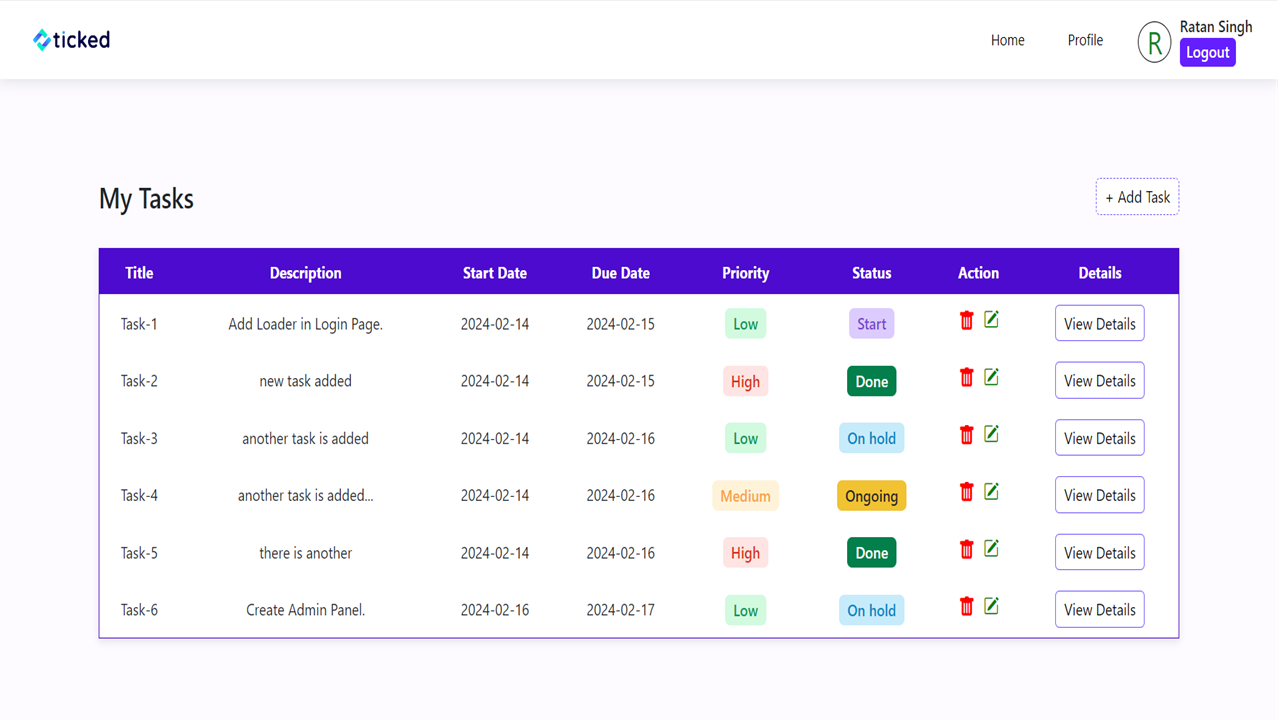 ticked
Home Profile R Ratan Singh
Logout
My Tasks + Add Task
Title Description Start Date Due Date Priority Status Action Details
Task-1 Add Loader in Login Page. 2024-02-14 2024-02-15 Low Start View Details
Task-2 new task added 2024-02-14 2024-02-15 High Done View Details
Task-3 another task is added 2024-02-14 2024-02-16 Low On hold View Details
Task-4 another task is added... 2024-02-14 2024-02-16 Medium Ongoing View Details
Task-5 there is another 2024-02-14 2024-02-16 High Done View Details
Task-6 Create Admin Panel. 2024-02-16 2024-02-17 Low On hold View Details